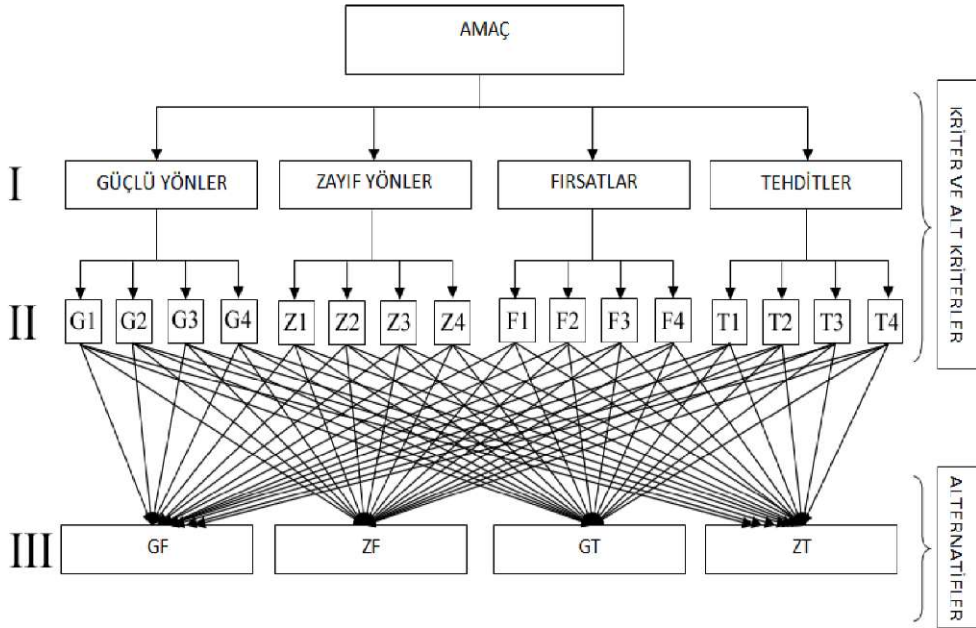 AMAÇ
I
GÜÇLÜ YÖNLER
ZAYIF YÖNLER
FIRSATLAR
TEHDİTLER
II
G1
G2
G3
G4
Z1
Z2
Z3
Z4
F1
F2
F3
F4
T1
T2
T3
T4
KRİTER VE ALT KRİTERLER
III
GF
ZF
GT
ZT
ALTERNATİFLER